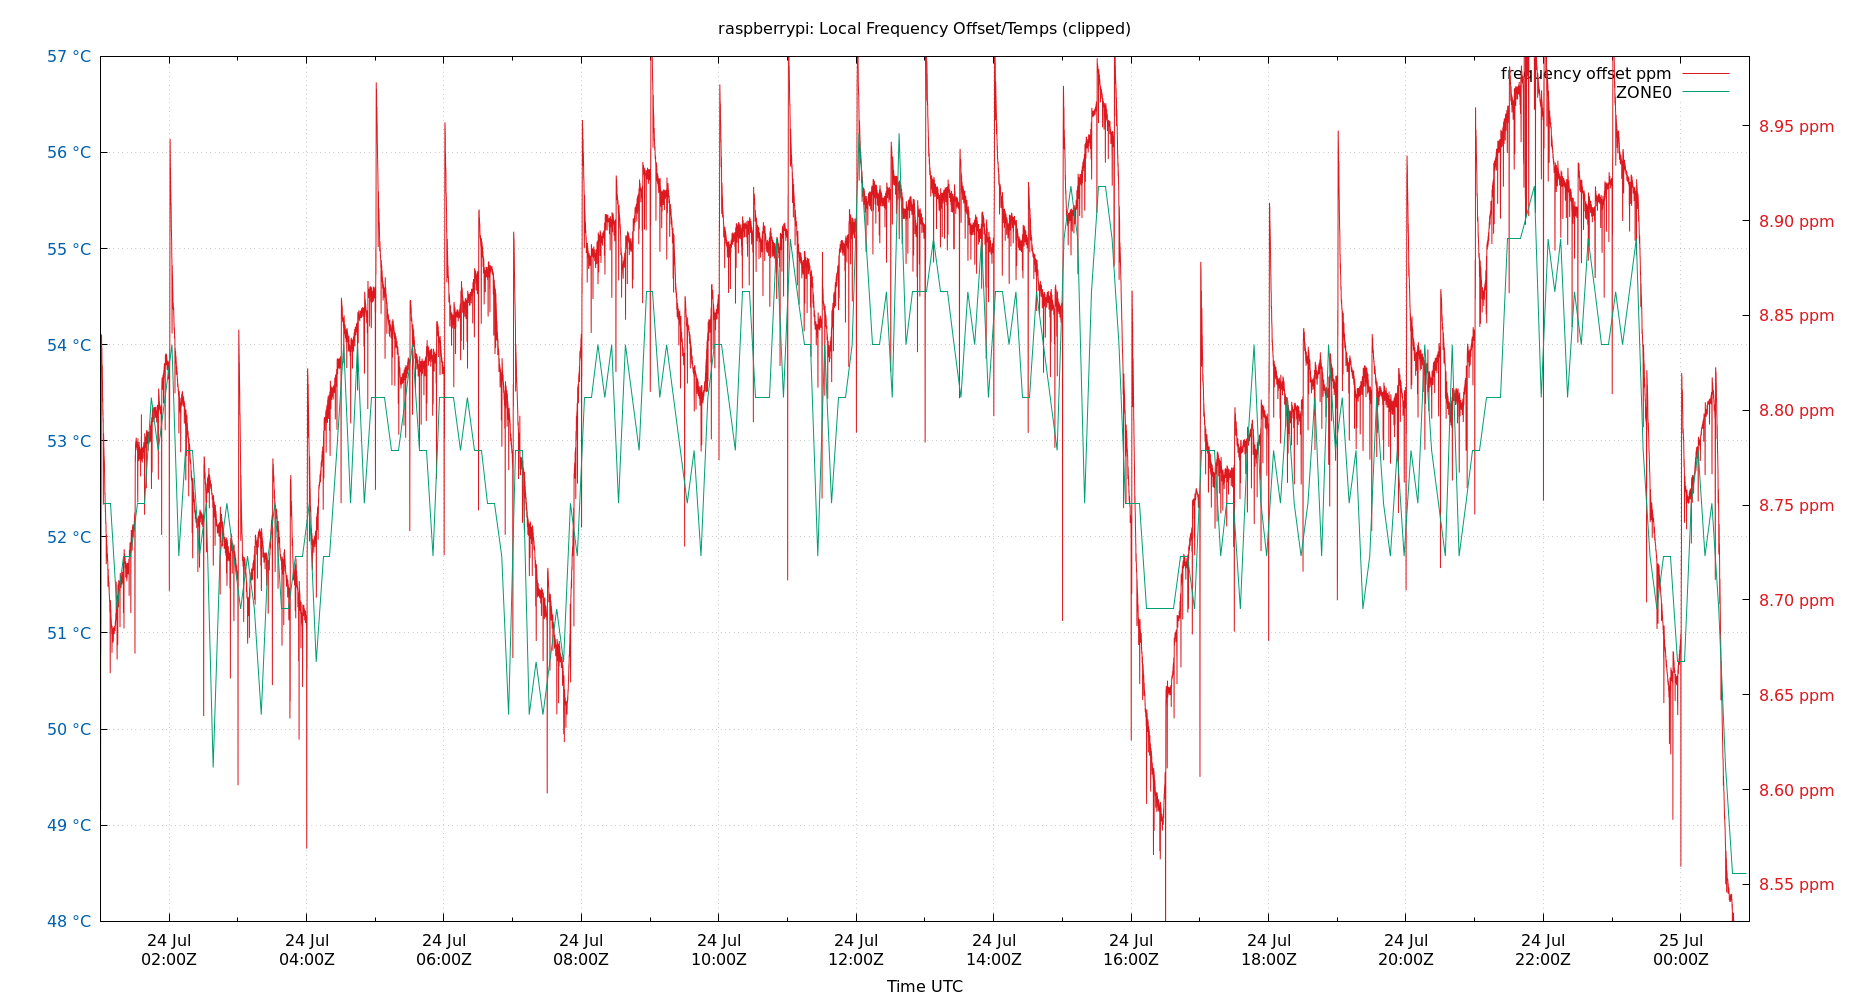 raspberrypi: Local Frequency Offset/Temps (clipped)
57 °C
56 °C
55 °C
54 °C
53 °C
52 °C
51 °C
50 °C
49 °C
48 °C
frequency offset ppm
ZONE0
8.95 ppm
8.90 ppm
8.85 ppm
8.80 ppm
8.75 ppm
8.70 ppm
8.65 ppm
8.60 ppm
8.55 ppm
24 Jul 24 Jul 24 Jul 24 Jul 24 Jul 24 Jul 24 Jul 24 Jul 24 Jul 24 Jul 24 Jul 25 Jul
02:00Z 04:00Z 06:00Z 08:00Z 10:00Z 12:00Z 14:00Z 16:00Z 18:00Z 20:00Z 22:00Z 00:00Z
Time UTC